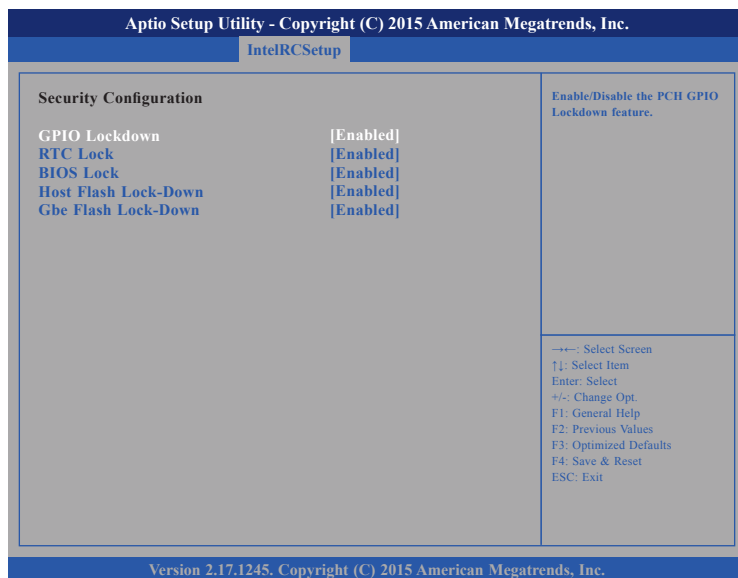 Aptio Setup Utility - Copyright (C) 2015 American Megatrends, Inc.
IntelRCSetup
Security Configuration
GPIO Lockdown [Enabled]
RTC Lock [Enabled]
BIOS Lock [Enabled]
Host Flash Lock-Down [Enabled]
Gbe Flash Lock-Down [Enabled]
Enable/Disable the PCH GPIO
Lockdown feature.
→←: Select Screen
↑↓: Select Item
Enter: Select
+/-: Change Opt.
F1: General Help
F2: Previous Values
F3: Optimized Defaults
F4: Save & Reset
ESC: Exit
Version 2.17.1245. Copyright (C) 2015 American Megatrends, Inc.